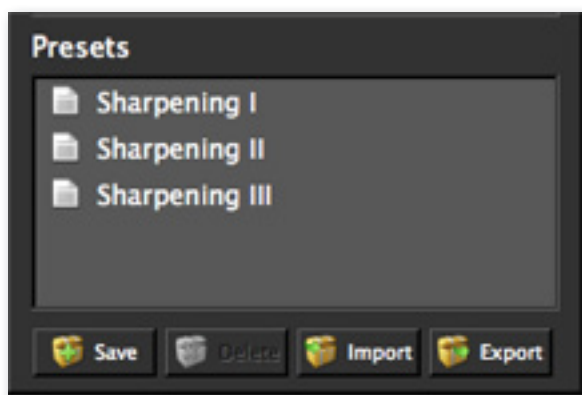 Presets
Sharpening I
Sharpening II
Sharpening III
Save Delete Import Export